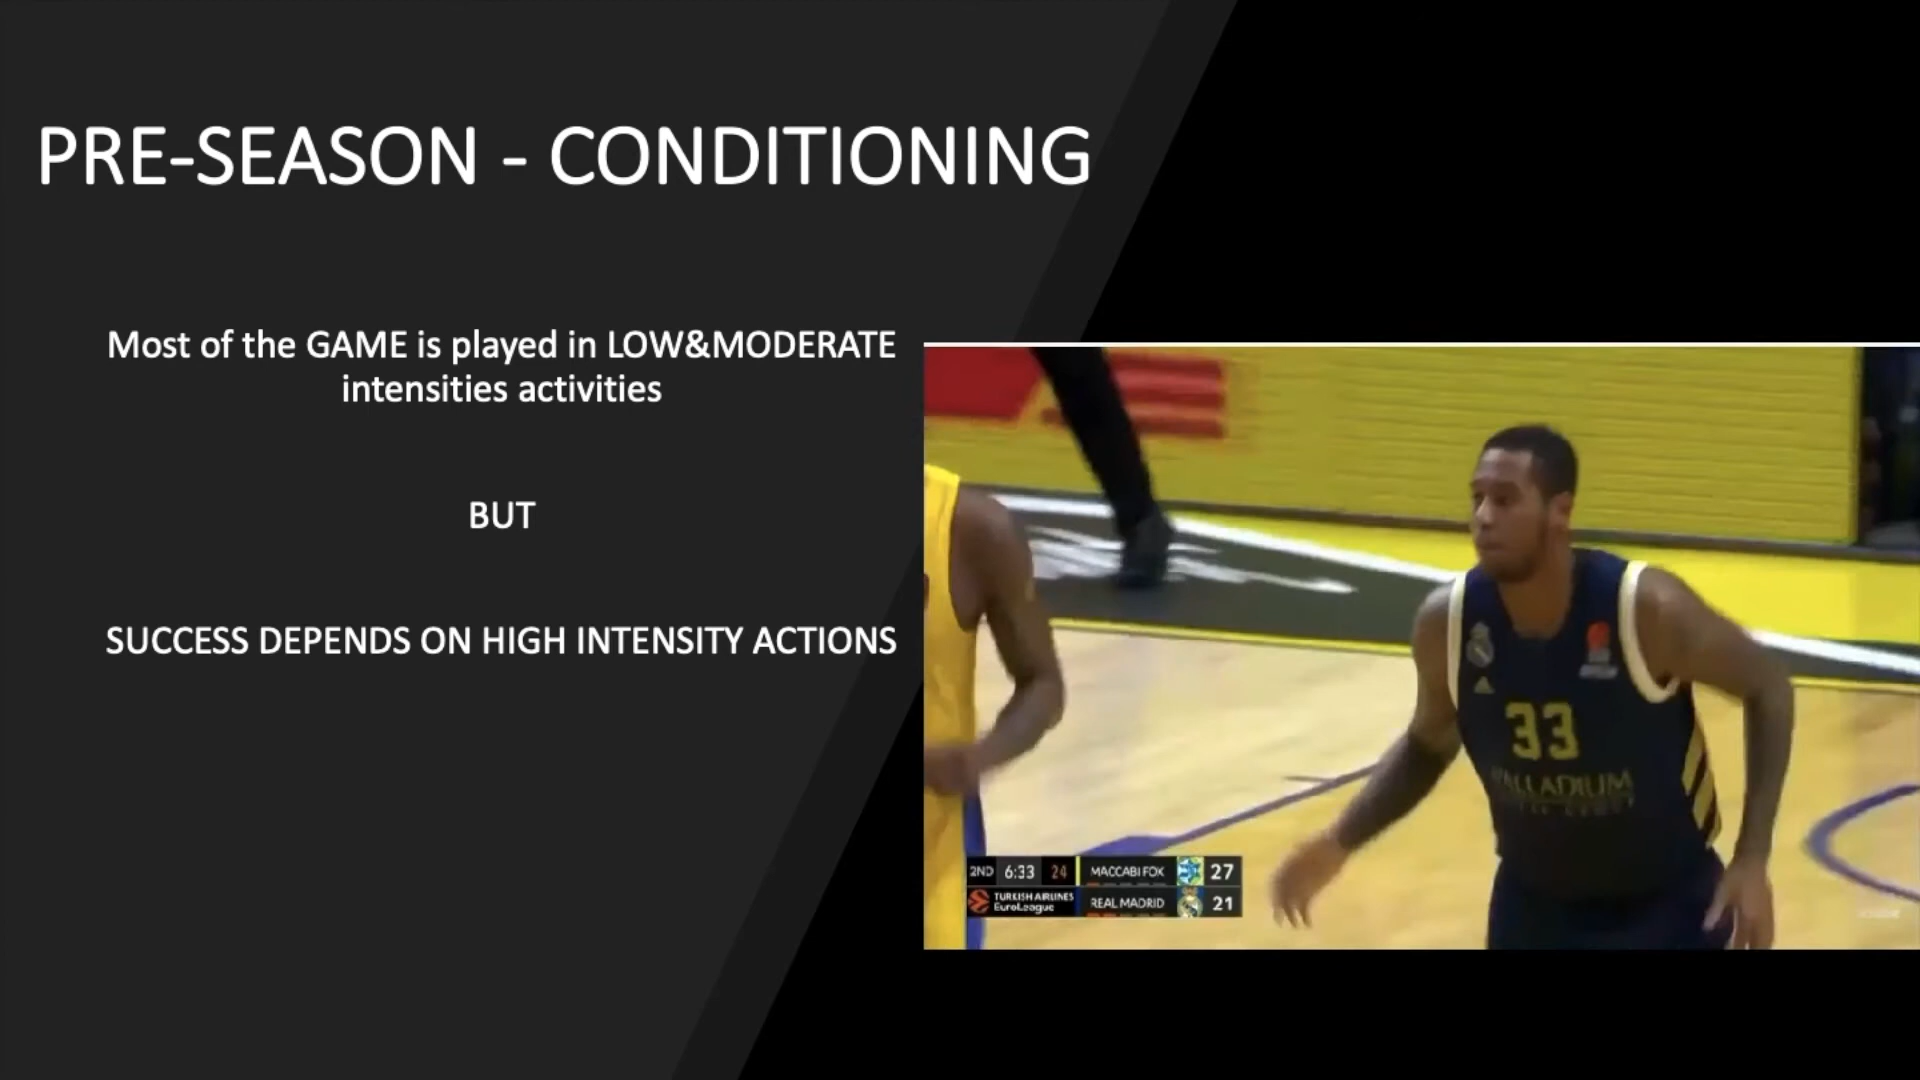 PRE-SEASON - CONDITIONING
Most of the GAME is played in LOW&MODERATE
intensities activities
BUT
SUCCESS DEPENDS ON HIGH INTENSITY ACTIONS
33
PALLADIUM
2ND 6:33 24 MACCABI FOX 27
TURKISH AIRLINES
EuroLeague
REAL MADRID 21